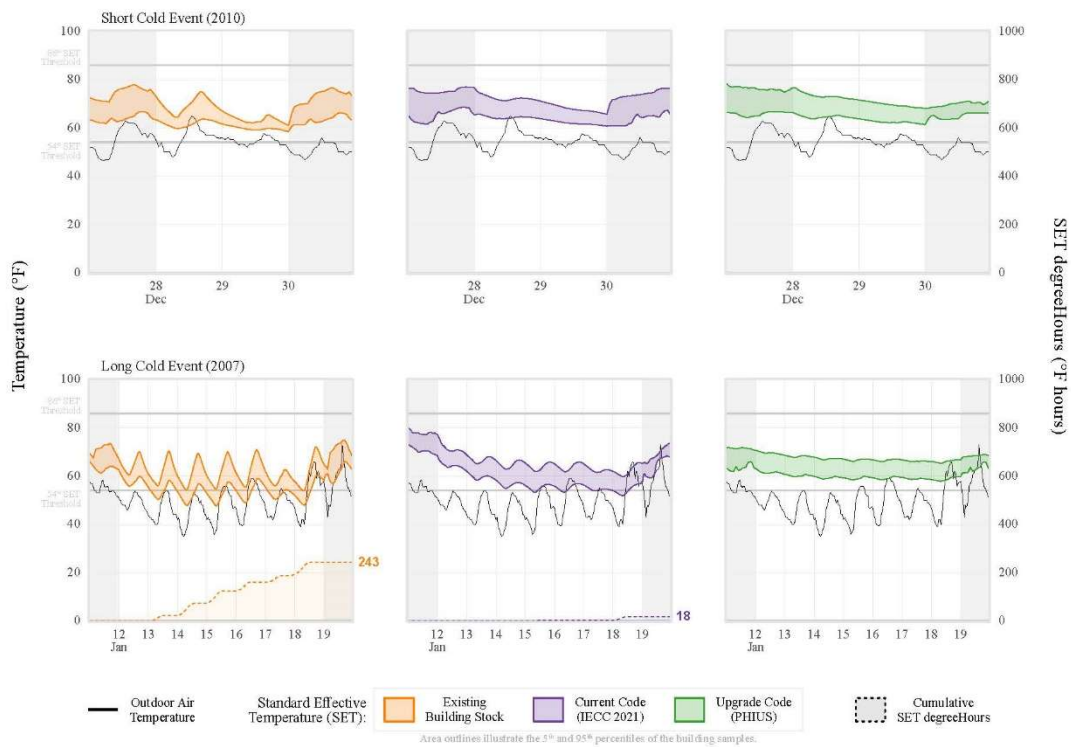 Short Cold Event (2010)
100
80
60
40
20
0
86° SET
Threshold
54° SET
Threshold
28
Dec
29
30
28
Dec
29
30
28
Dec
29
30
1000
800
600
400
200
0
Temperature (°F)
SET degreeHours (°F hours)
Long Cold Event (2007)
100
80
60
40
20
0
86° SET
Threshold
54° SET
Threshold
243
18
12
Jan
13
14
15
16
17
18
19
12
Jan
13
14
15
16
17
18
19
12
Jan
13
14
15
16
17
18
19
1000
800
600
400
200
0
Outdoor Air
Temperature
Standard Effective
Temperature (SET):
Existing
Building Stock
Current Code
(IECC 2021)
Upgrade Code
(PHIUS)
Cumulative
SET degreeHours
Area outlines illustrate the 5th and 95th percentiles of the building samples.